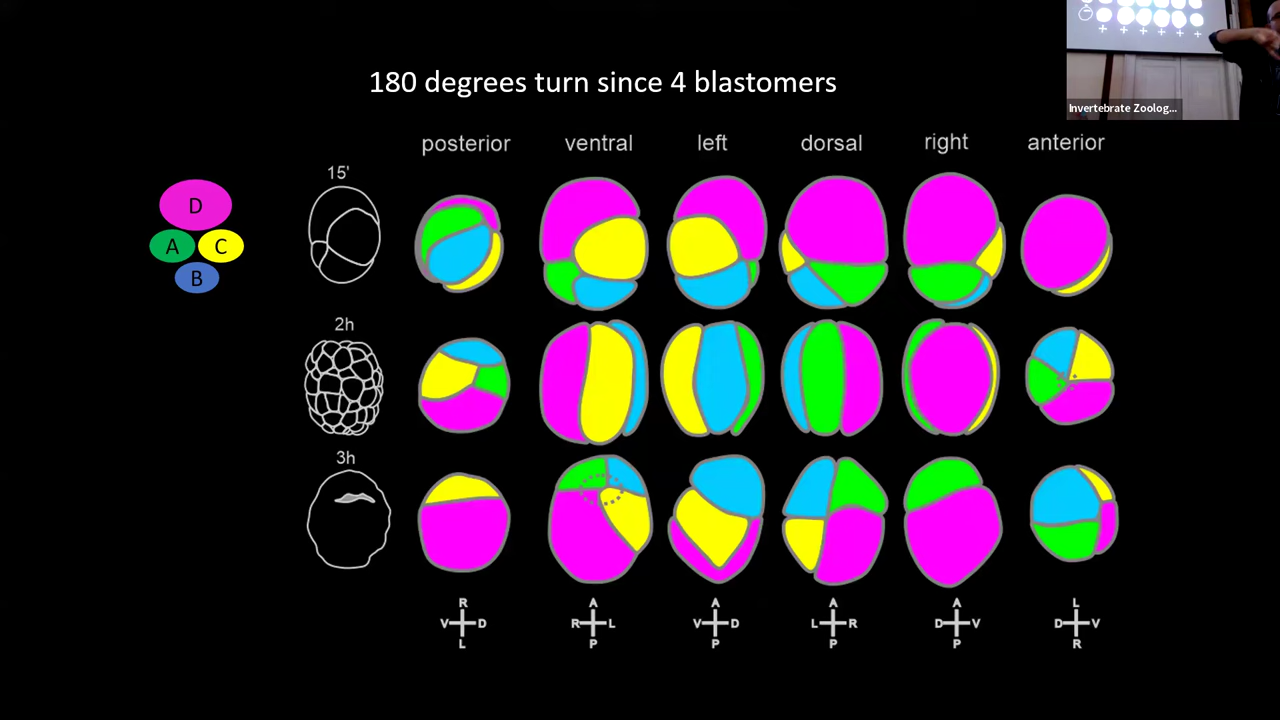 180 degrees turn since 4 blastomers
Invertebrate Zoolog...
posterior ventral left dorsal right anterior
15'
D
A C
B
2h
3h
R A A A A L
V D R L V D L R D V D V
L P P P P R